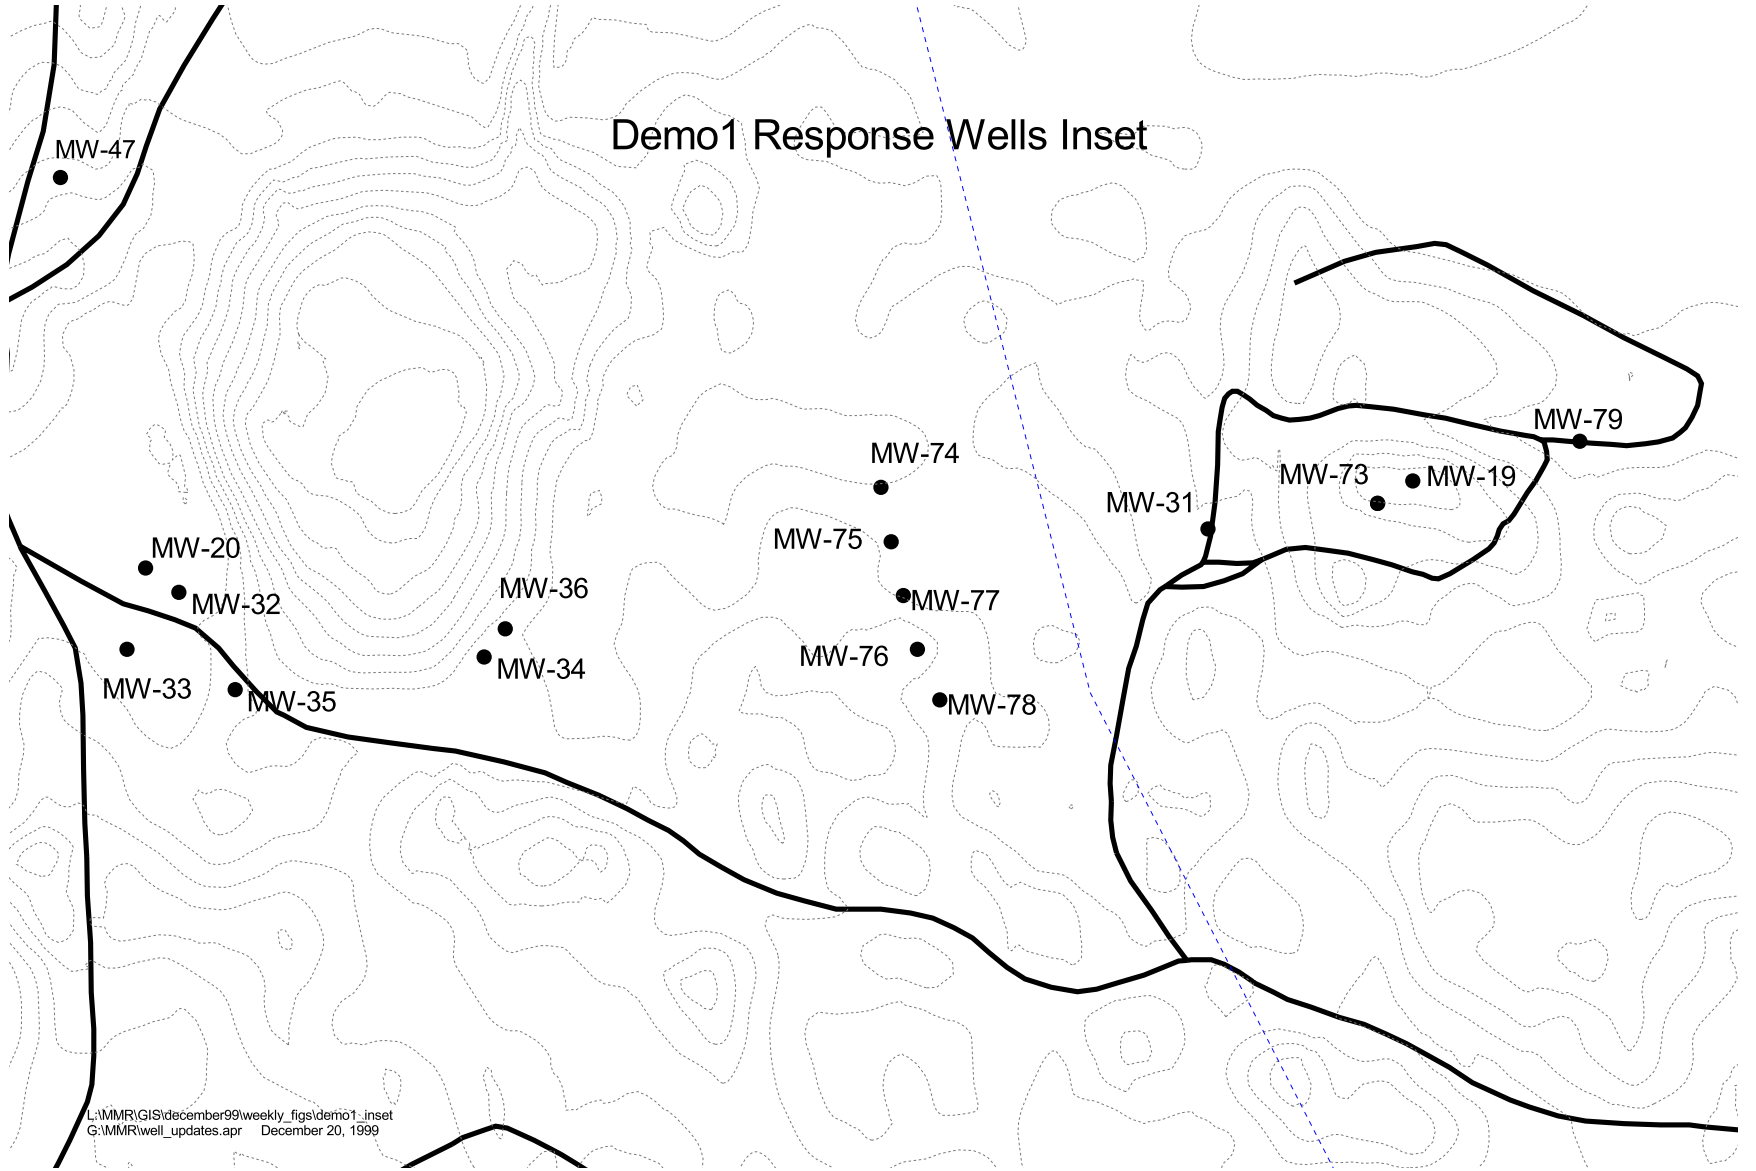 Demo1 Response Wells Inset
MW-47
MW-79
MW-74
MW-73
MW-19
MW-31
MW-75
MW-20
MW-36
MW-32
MW-77
MW-76
MW-34
MW-33
MW-35
MW-78
L:\MMR\GIS\december99\weekly_figs\demo1_inset
G:\MMR\well_updates.apr December 20, 1999